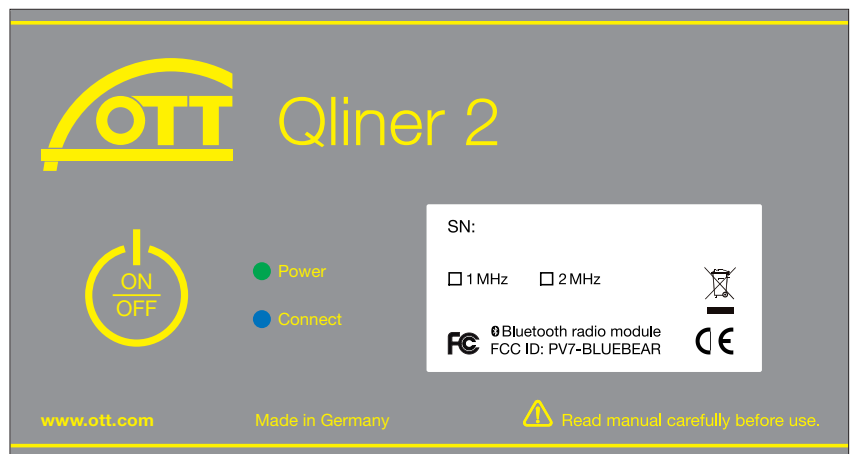 OTT
Qliner 2
SN:
ON
OFF
Power
Connect
1 MHz 2 MHz
FC Bluetooth radio module
FCC ID: PV7-BLUEBEAR CE
www.ott.com Made in Germany Read manual carefully before use.